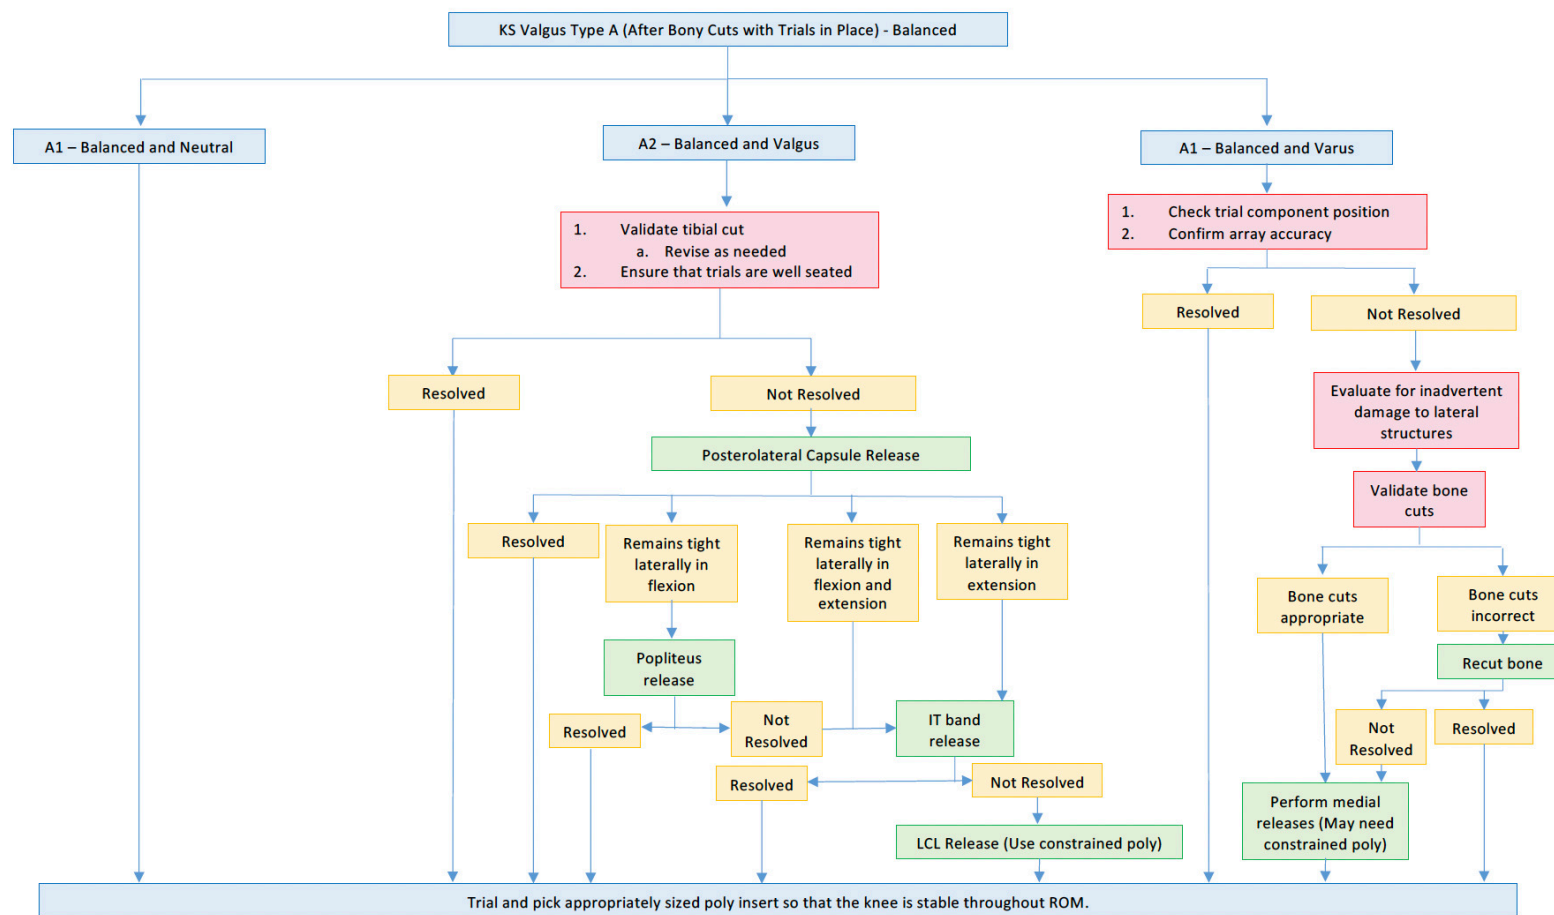 KS Valgus Type A (After Bony Cuts with Trials in Place) - Balanced
A1 – Balanced and Neutral
A2 – Balanced and Valgus
A1 – Balanced and Varus
1. Validate tibial cut
a. Revise as needed
2. Ensure that trials are well seated
1. Check trial component position
2. Confirm array accuracy
Resolved
Not Resolved
Resolved
Not Resolved
Evaluate for inadvertent
damage to lateral
structures
Posterolateral Capsule Release
Validate bone
cuts
Resolved
Remains tight
laterally in
flexion
Remains tight
laterally in
flexion and
extension
Remains tight
laterally in
extension
Bone cuts
appropriate
Bone cuts
incorrect
Popliteus
release
Recut bone
Resolved
Not
Resolved
IT band
release
Not
Resolved
Resolved
Resolved
Not Resolved
Perform medial
releases (May need
constrained poly)
LCL Release (Use constrained poly)
Trial and pick appropriately sized poly insert so that the knee is stable throughout ROM.